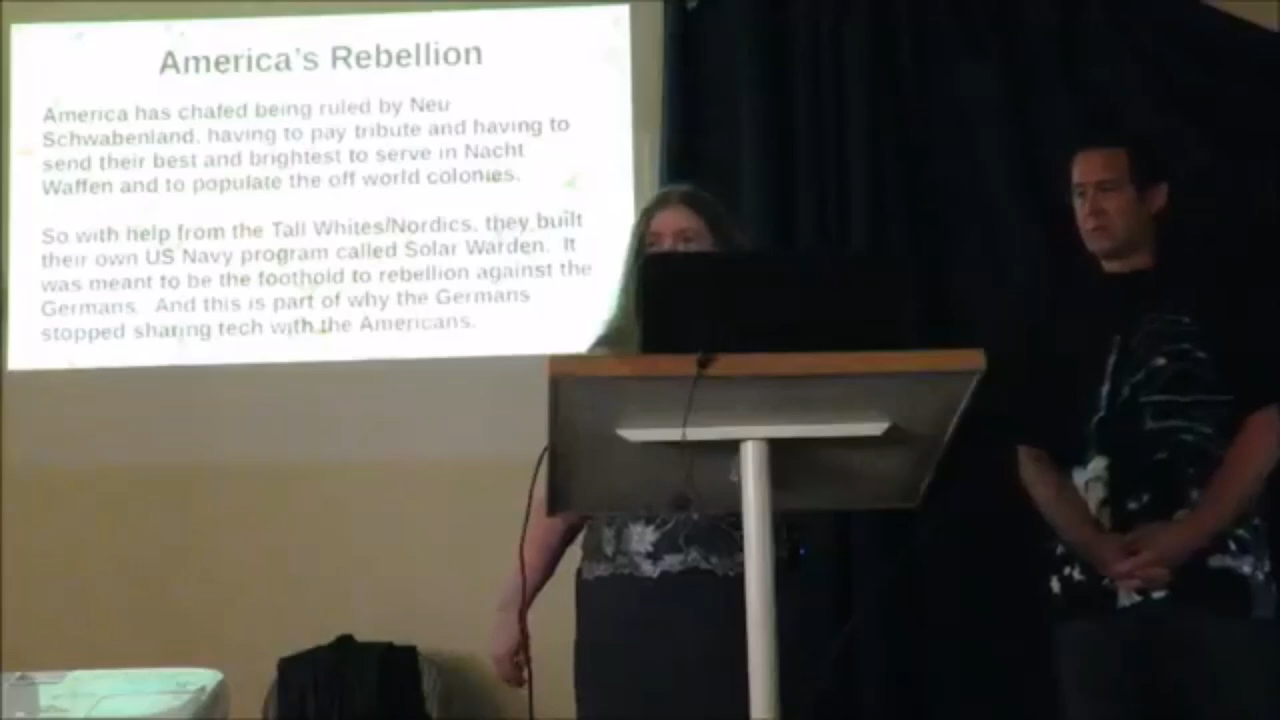 America's Rebellion
America has chafed being ruled by Neu
Schwabenland, having to pay tribute and having to
send their best and brightest to serve in Nacht
Waffen and to populate the off world colonies.
So with help from the Tall Whites/Nordics, they built
their own US Navy program called Solar Warden. It
was meant to be the foothold to rebellion against the
Germans. And this is part of why the Germans
stopped sharing tech with the Americans.